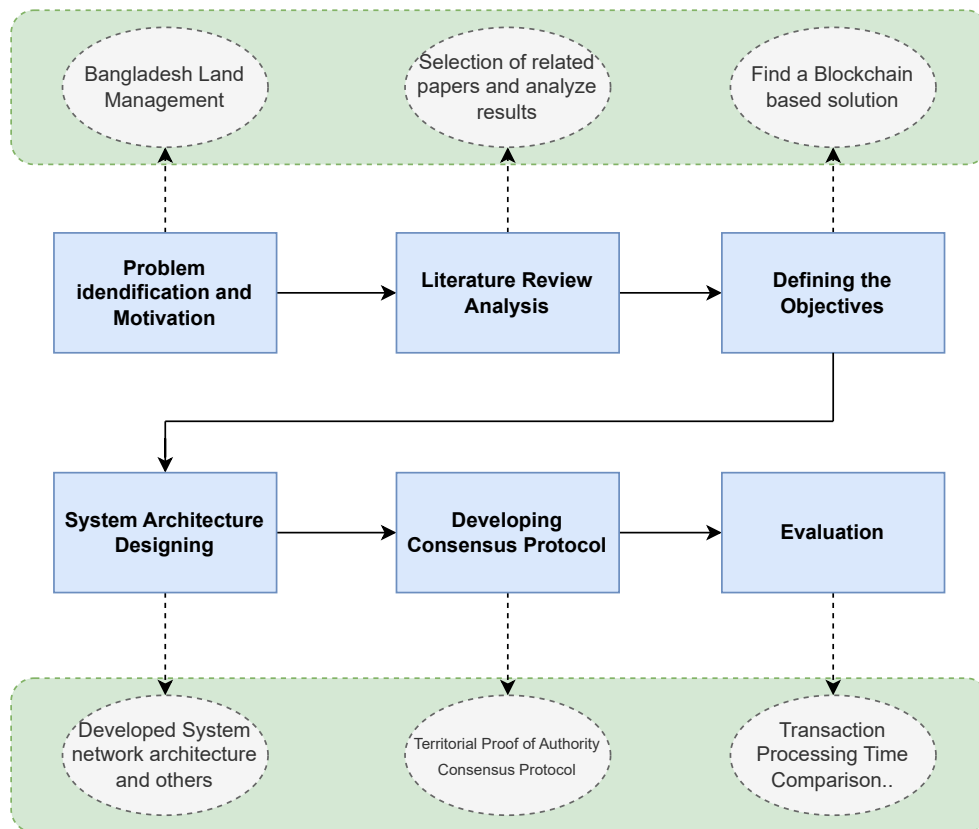 Bangladesh Land
Management
Selection of related
papers and analyze
results
Find a Blockchain
based solution
Problem
idendification and
Motivation
Literature Review
Analysis
Defining the
Objectives
System Architecture
Designing
Developing
Consensus Protocol
Evaluation
Developed System
network architecture
and others
Territorial Proof of Authority
Consensus Protocol
Transaction
Processing Time
Comparison..